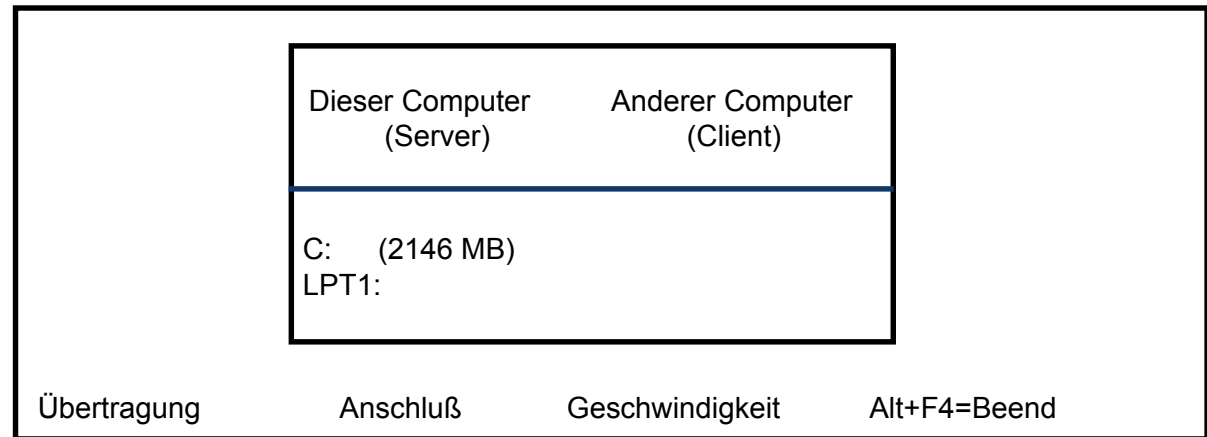 Dieser Computer Anderer Computer
(Server) (Client)
C: (2146 MB)
LPT1:
Übertragung Anschluß Geschwindigkeit Alt+F4=Beend